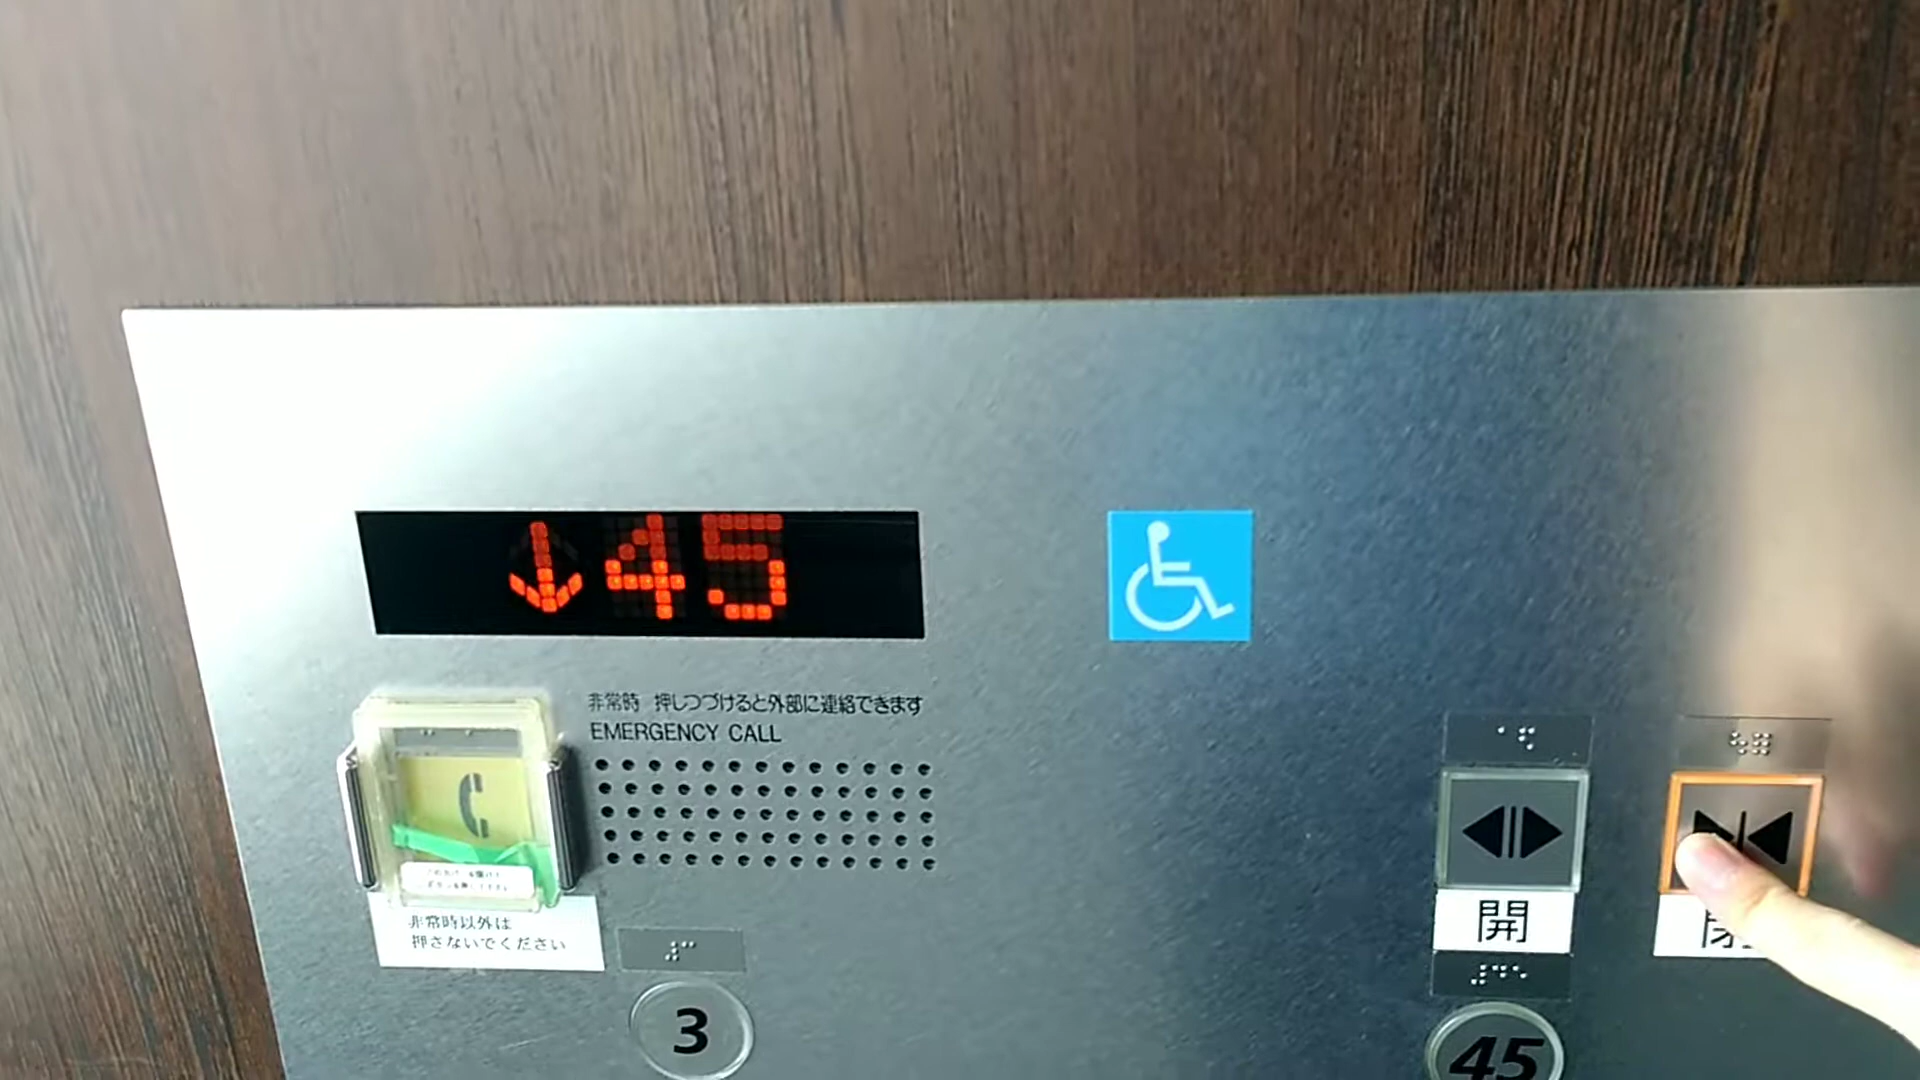 ↓45
非常時 押しつづけると外部に連絡できます
EMERGENCY CALL
非常時以外は
押さないでください
開
3
45